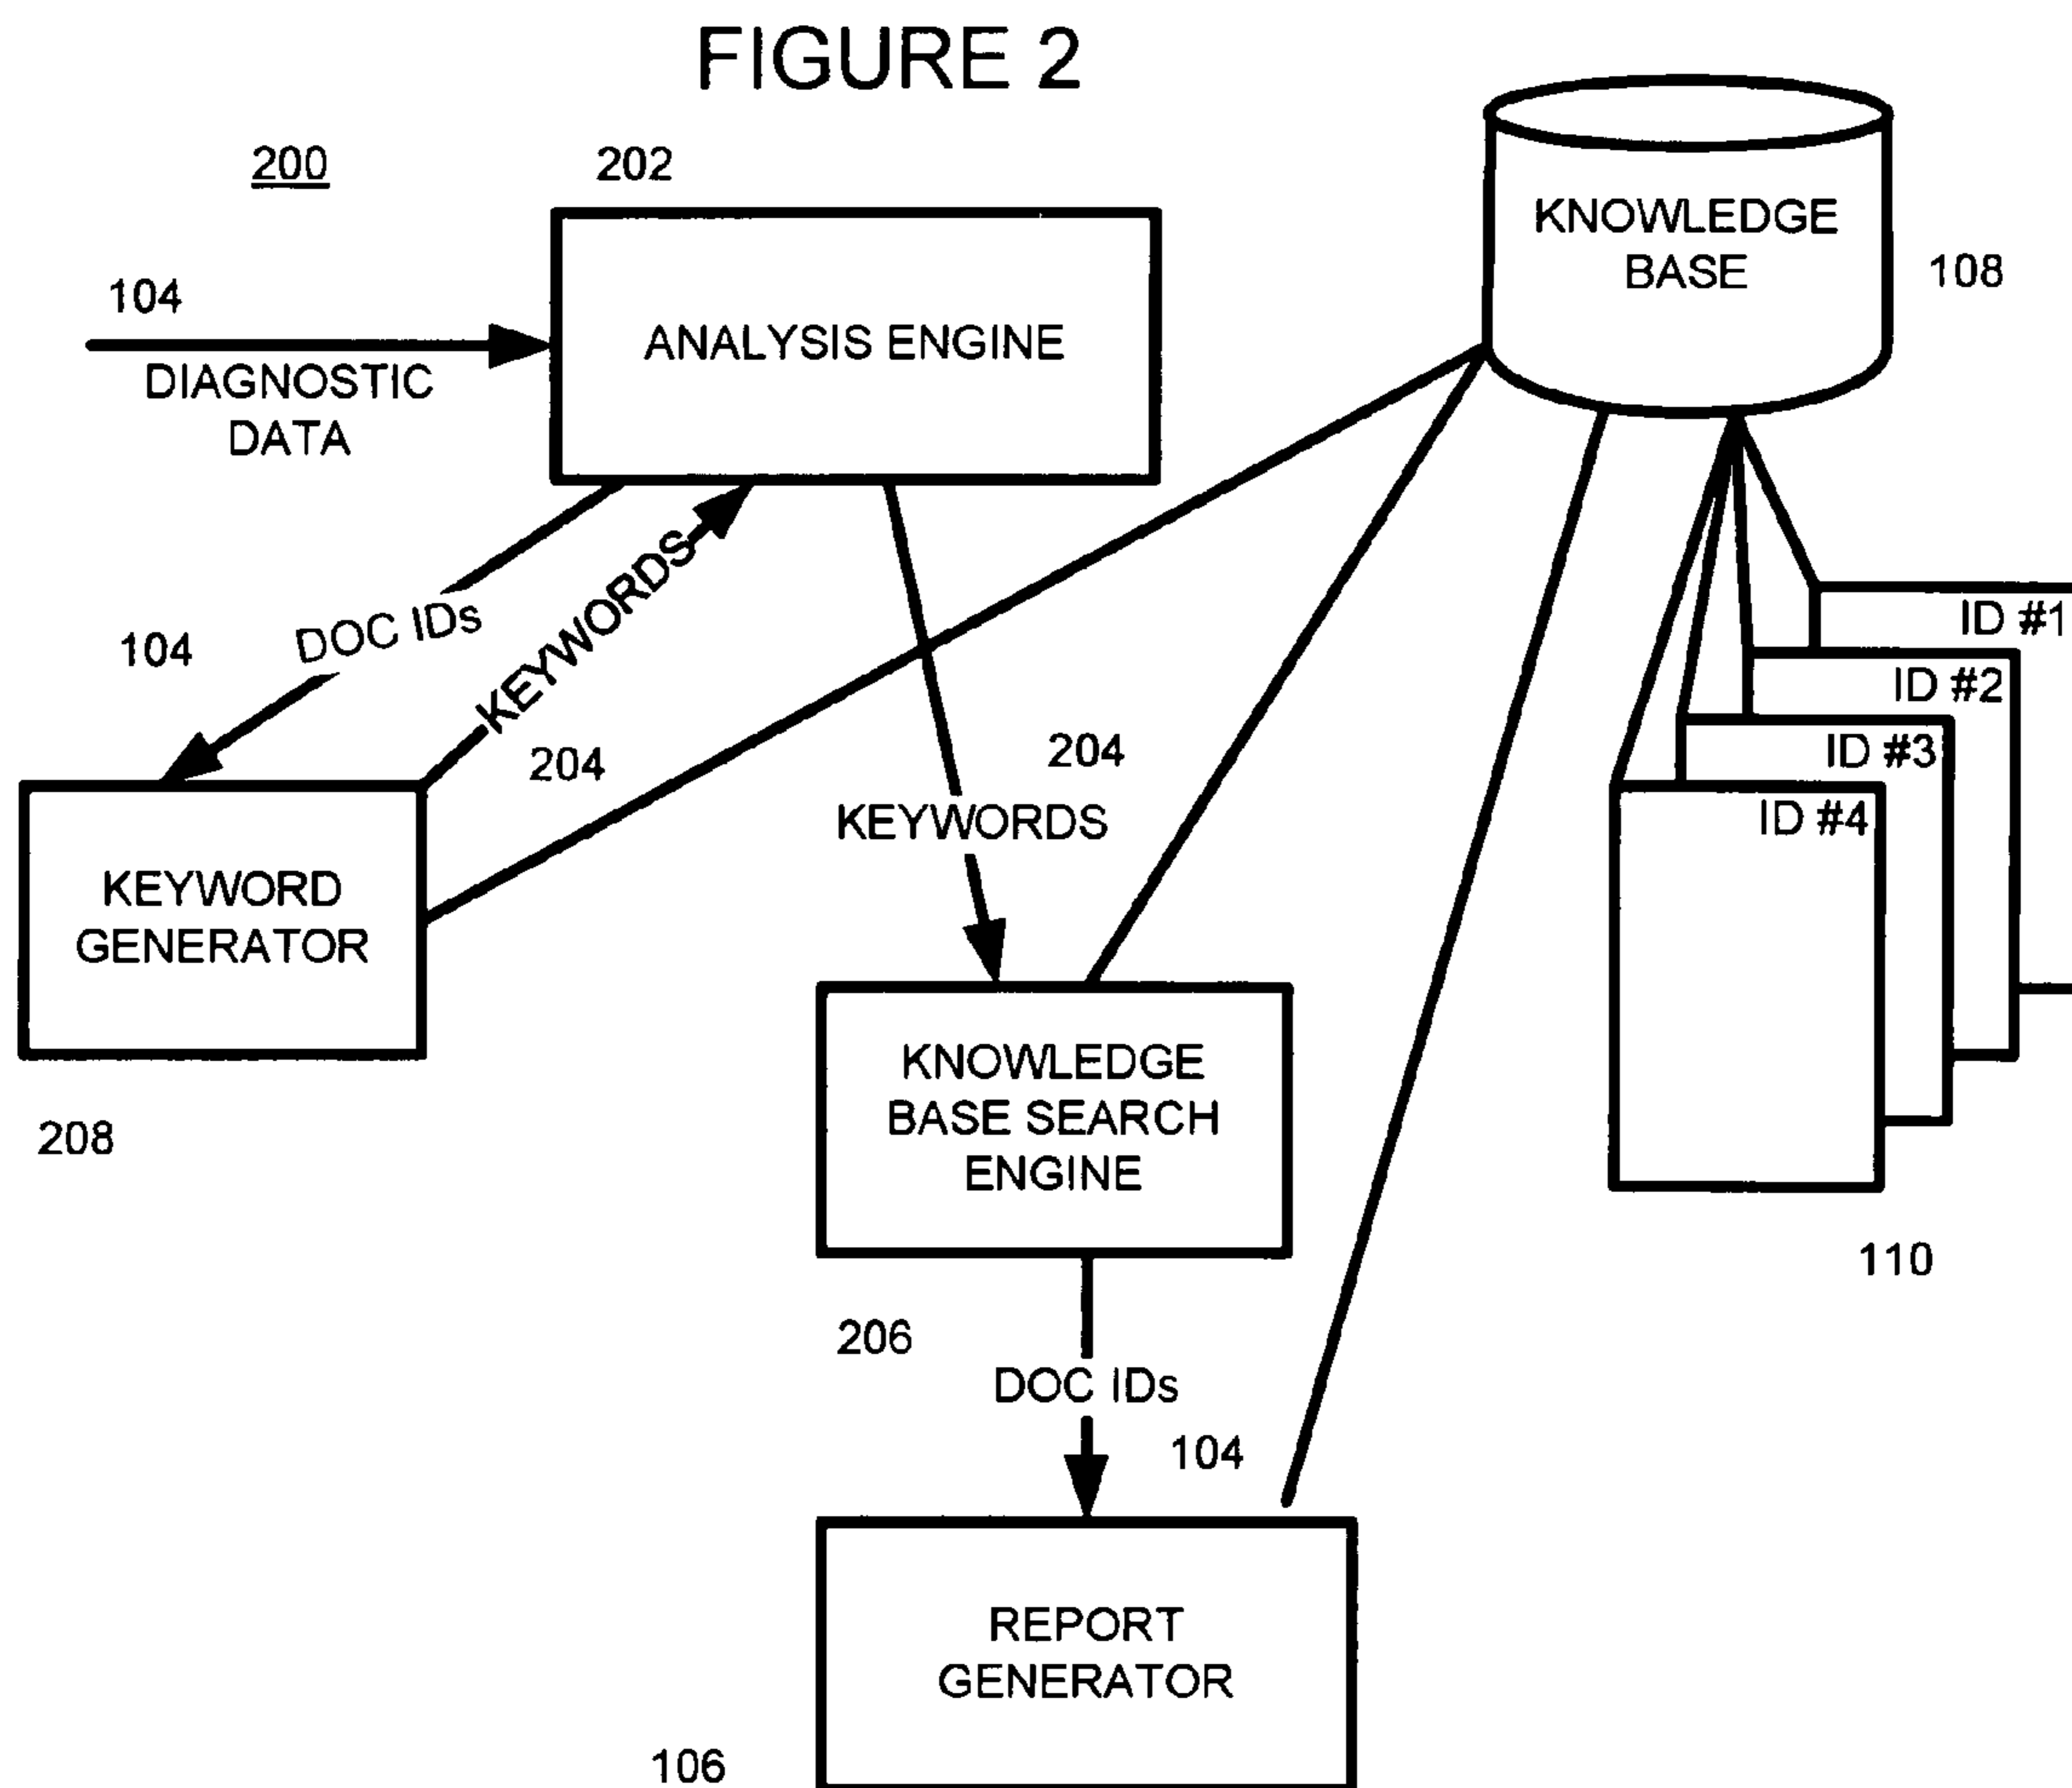 FIGURE 2
200
202
KNOWLEDGE
BASE
108
104
DIAGNOSTIC
DATA
ANALYSIS ENGINE
104
DOC IDs
KEYWORDS
204
204
KEYWORDS
ID #1
ID #2
ID #3
ID #4
110
KEYWORD
GENERATOR
208
KNOWLEDGE
BASE SEARCH
ENGINE
206
DOC IDs
104
REPORT
GENERATOR
106